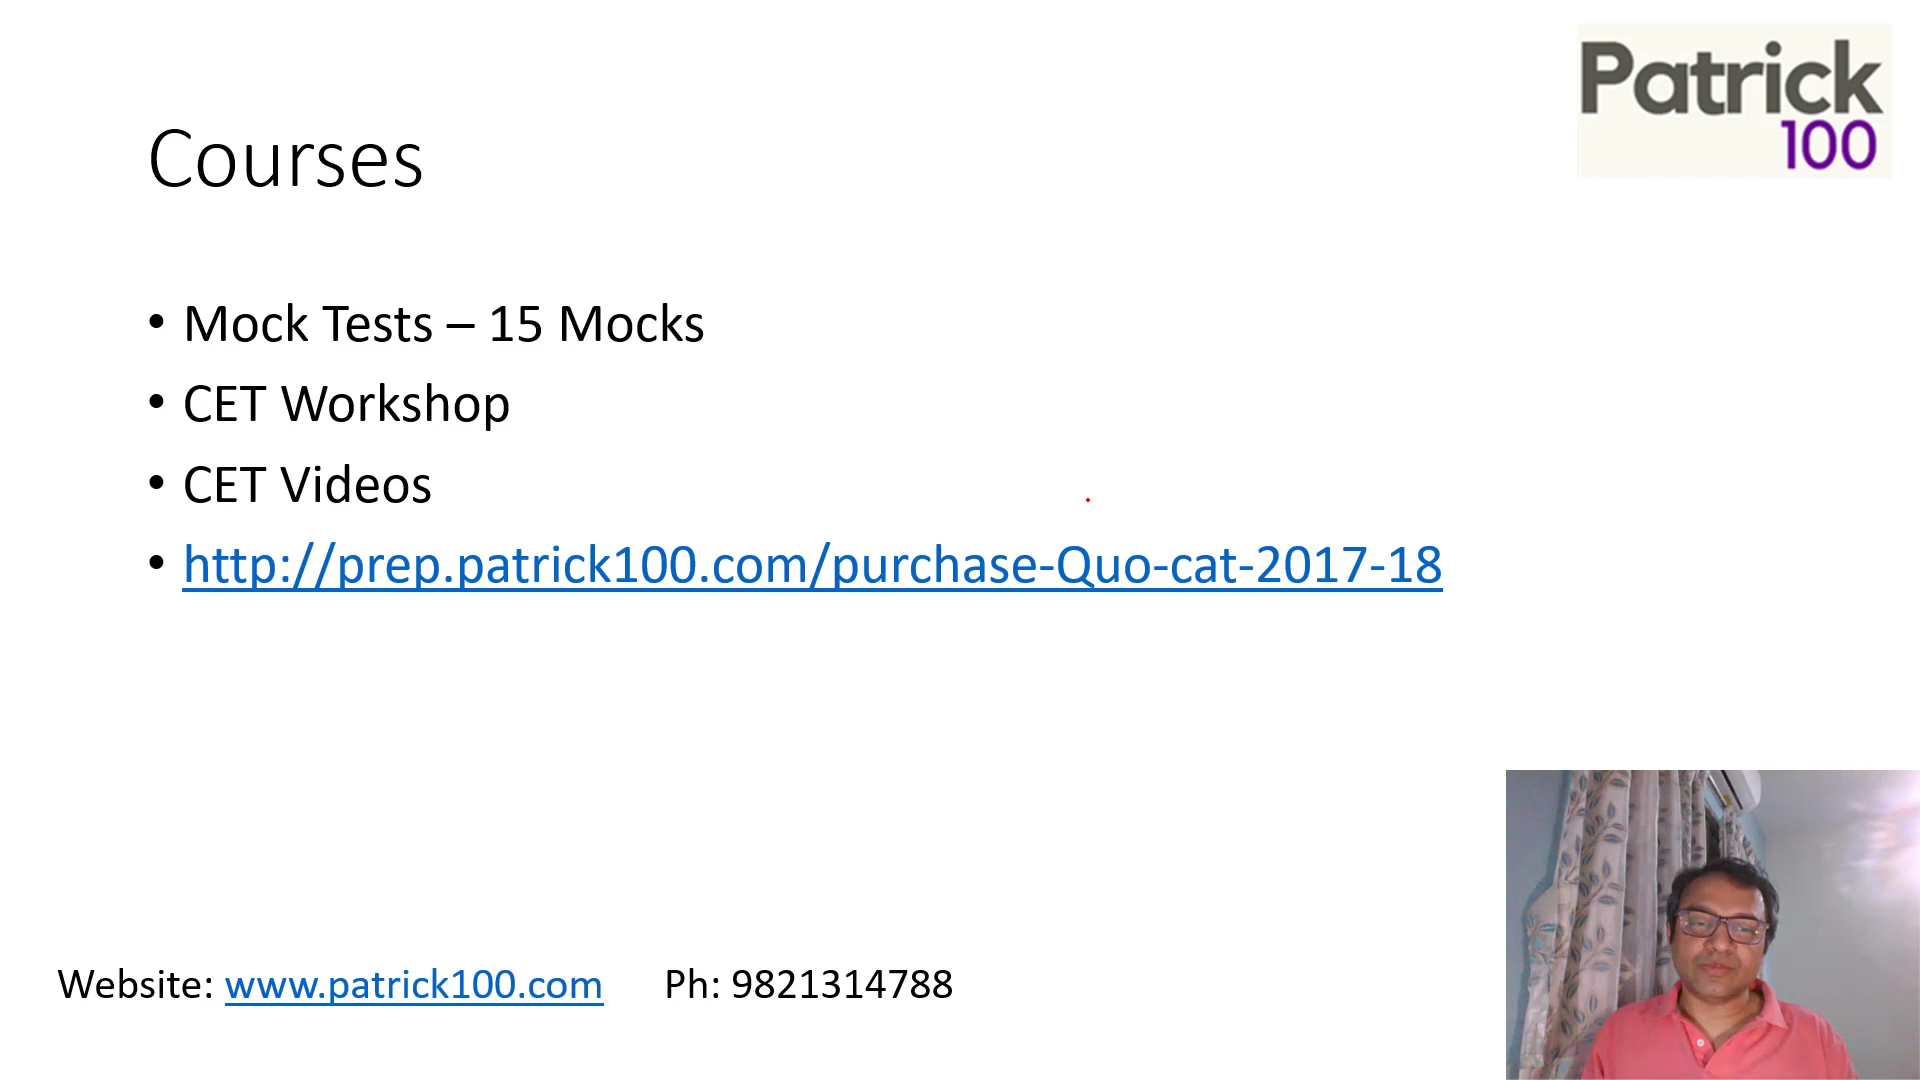 Patrick
100
Courses
• Mock Tests – 15 Mocks
• CET Workshop
• CET Videos
• http://prep.patrick100.com/purchase-Quo-cat-2017-18
Website: www.patrick100.com Ph: 9821314788